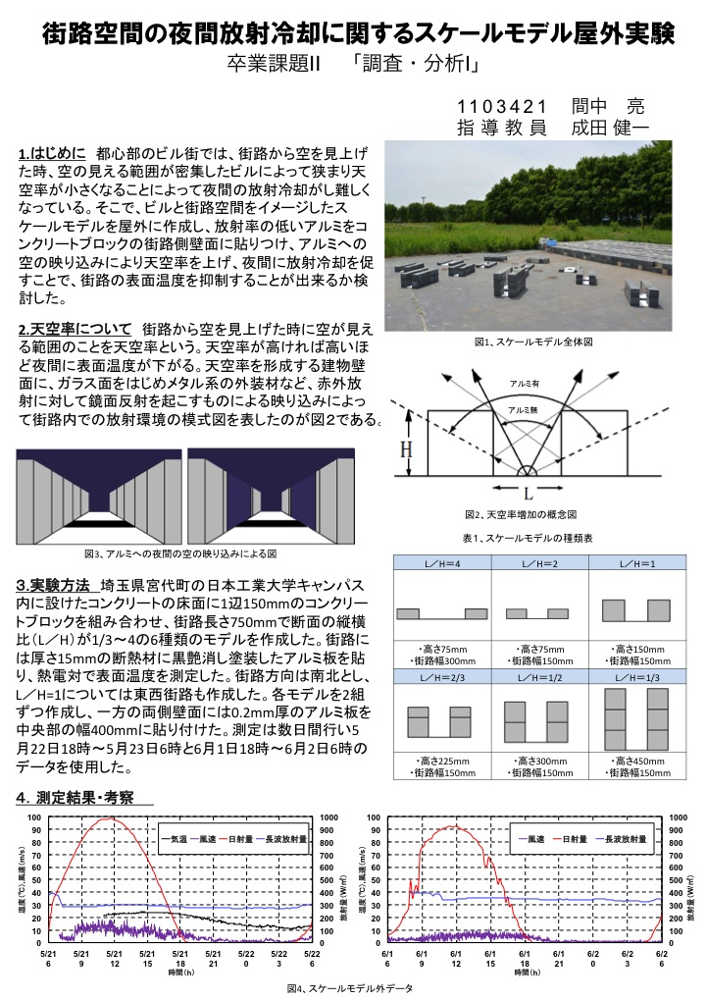 街路空間の夜間放射冷却に関するスケールモデル屋外実験
卒業課題II 「調査・分析I」
1103421 間中 亮
指導教員 成田 健一
1.はじめに 都心部のビル街では、街路から空を見上げ
た時、空の見える範囲が密集したビルによって狭まり天
空率が小さくなることによって夜間の放射冷却がし難しく
なっている。そこで、ビルと街路空間をイメージしたス
ケールモデルを屋外に作成し、放射率の低いアルミをコ
ンクリートブロックの街路側壁面に貼りつけ、アルミへの
空の映り込みにより天空率を上げ、夜間に放射冷却を促
すことで、街路の表面温度を抑制することが出来るか検
討した。
図1、スケールモデル全体図
2.天空率について 街路から空を見上げた時に空が見え
る範囲のことを天空率という。天空率が高ければ高いほ
ど夜間に表面温度が下がる。天空率を形成する建物壁
面に、ガラス面をはじめメタル系の外装材など、赤外放
射に対して鏡面反射を起こすものによる映り込みによっ
て街路内での放射環境の模式図を表したのが図２である。
アルミ有
アルミ無
H
L
図2、天空率増加の概念図
図3、アルミへの夜間の空の映り込みによる図
表1、スケールモデルの種類表
L／H＝4 L／H＝2 L／H＝1
・高さ75mm ・高さ75mm ・高さ150mm
・街路幅300mm ・街路幅150mm ・街路幅150mm
L／H＝2/3 L／H＝1/2 L／H＝1/3
・高さ225mm ・高さ300mm ・高さ450mm
・街路幅150mm ・街路幅150mm ・街路幅150mm
３.実験方法 埼玉県宮代町の日本工業大学キャンパス
内に設けたコンクリートの床面に1辺150mmのコンクリー
トブロックを組み合わせ、街路長さ750mmで断面の縦横
比（L／H）が1/3～4の6種類のモデルを作成した。街路に
は厚さ15mmの断熱材に黒艶消し塗装したアルミ板を貼
り、熱電対で表面温度を測定した。街路方向は南北とし、
L／H=1については東西街路も作成した。各モデルを2組
ずつ作成し、一方の両側壁面には0.2mm厚のアルミ板を
中央部の幅400mmに貼り付けた。測定は数日間行い5
月22日18時～5月23日6時と6月1日18時～6月2日6時の
データを使用した。
４．測定結果・考察
100 90 80 70 60 50 40 30 20 10 0
温度(℃),風速(m/s)
気温 風速 日射量 長波放射量
1000 900 800 700 600 500 400 300 200 100 0
放射量(W/㎡)
5/21 5/21 5/21 5/21 5/21 5/21 5/22 5/22 5/22
6 9 12 15 18 21 0 3 6
時間(h)
100 90 80 70 60 50 40 30 20 10 0
温度(℃),風速(m/s)
風速 日射量 長波放射量
1000 900 800 700 600 500 400 300 200 100 0
放射量(W/㎡)
6/1 6/1 6/1 6/1 6/1 6/1 6/2 6/2 6/2
6 9 12 15 18 21 0 3 6
時間(h)
図4、スケールモデル外データ